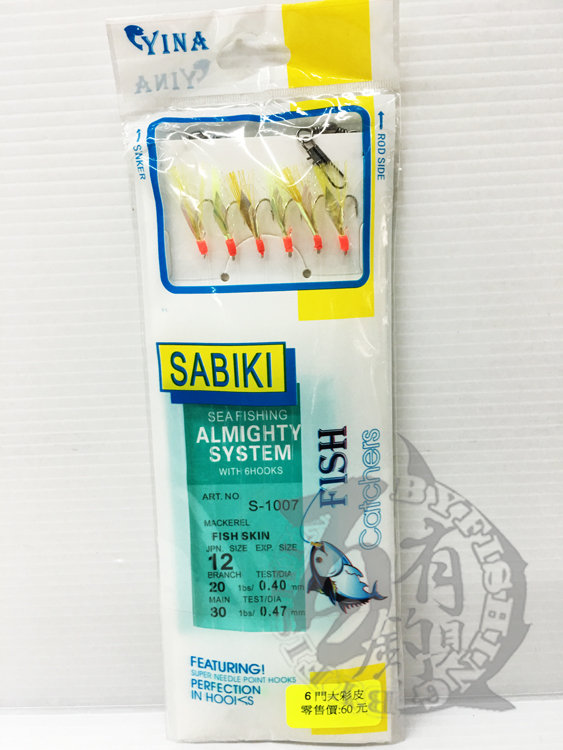 YINA
YINA
SINKER
ROD SIDE
SABIKI
SEA FISHING
ALMIGHTY
SYSTEM
WITH 6HOOKS
ART. NO
S-1007
MACKEREL
FISH SKIN
JPN SIZE EXP. SIZE
12
BRANCH TEST/DIA
20 lbs/ 0.40 mm
MAIN TEST/DIA
30 lbs/ 0.47 mm
FISH
Catchers
FEATURING!
SUPER NEEDLE POINT HOOKS
PERFECTION
IN HOOKS
6門大彩皮
零售價:60元
BYFISHING
有
釣具